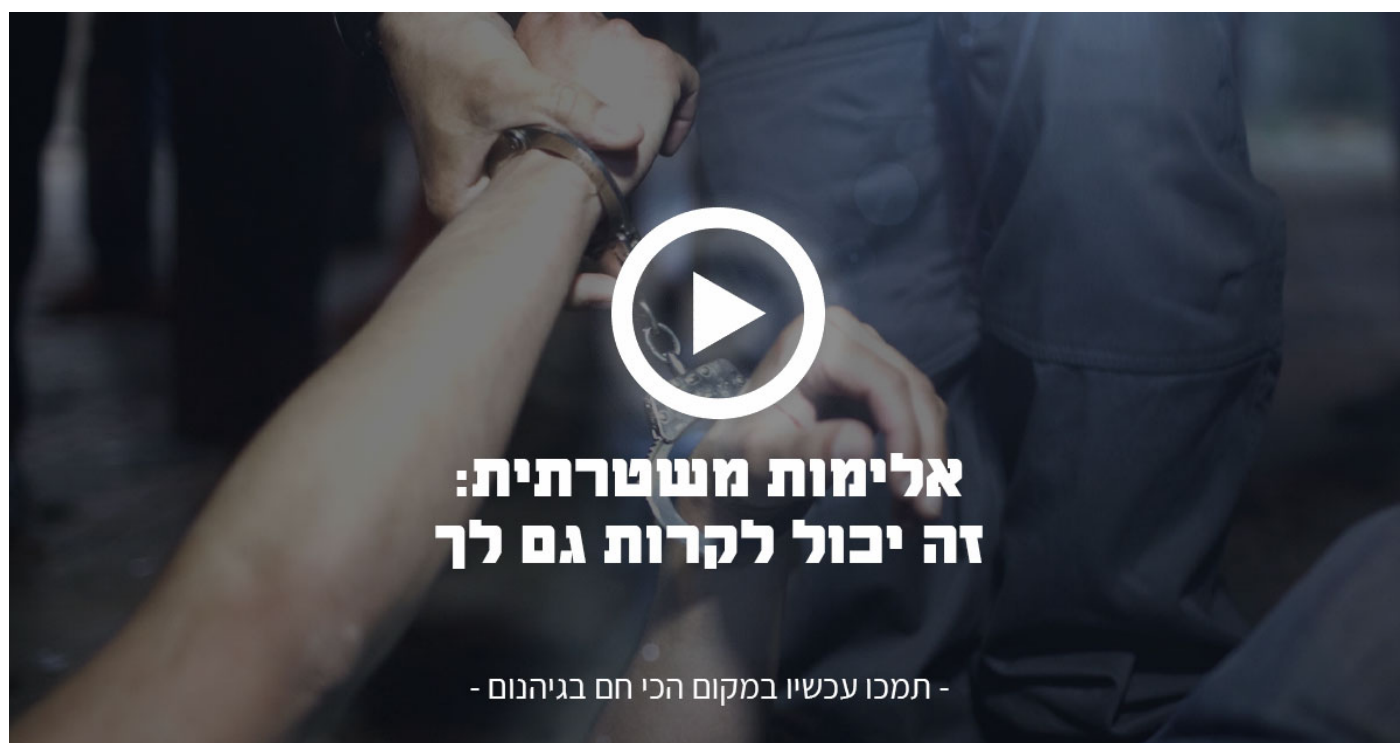 אלימות משטרתית:
זה יכול לקרות גם לך
- תמכו עכשיו במקום הכי חם בגיהנום -